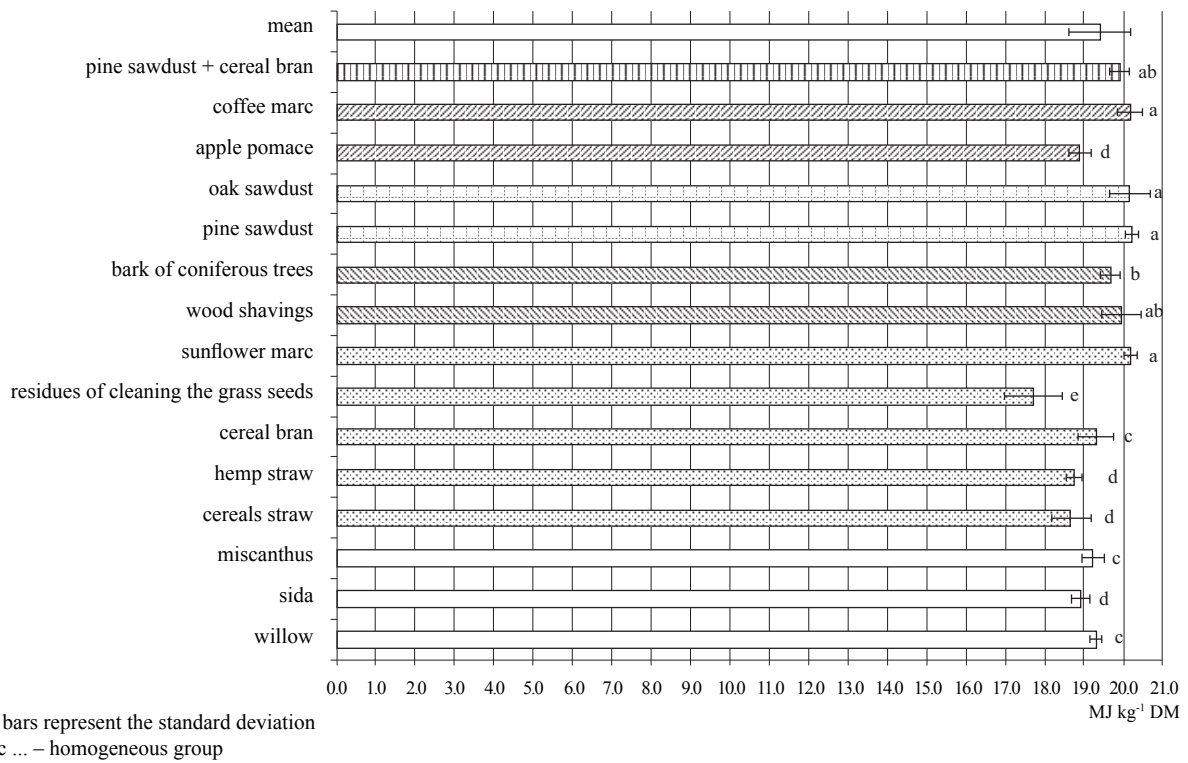 mean
pine sawdust + cereal bran ab
coffee marc a
apple pomace d
oak sawdust a
pine sawdust a
bark of coniferous trees b
wood shavings ab
sunflower marc a
residues of cleaning the grass seeds e
cereal bran c
hemp straw d
cereals straw d
miscanthus c
sida d
willow c
0.0 1.0 2.0 3.0 4.0 5.0 6.0 7.0 8.0 9.0 10.0 11.0 12.0 13.0 14.0 15.0 16.0 17.0 18.0 19.0 20.0 21.0
MJ kg⁻¹ DM
bars represent the standard deviation
c ... – homogeneous group